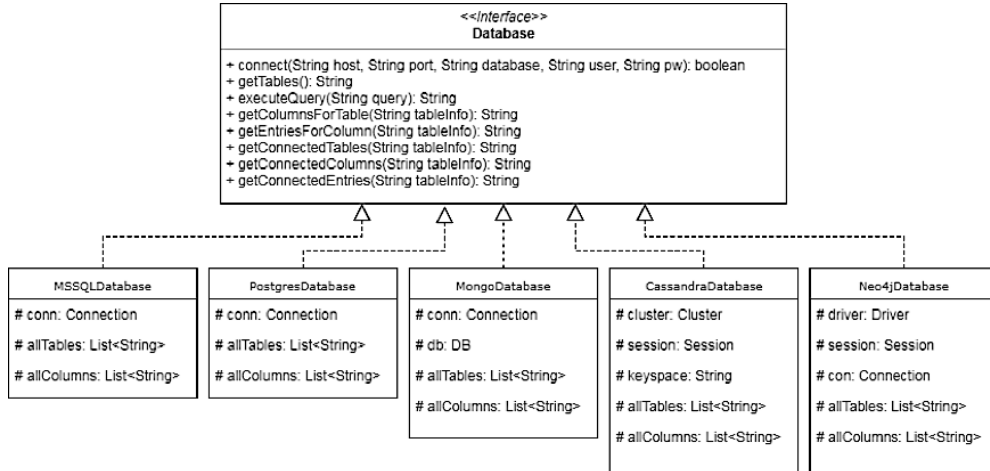 <<Interface>>
Database
+ connect(String host, String port, String database, String user, String pw): boolean
+ getTables(): String
+ executeQuery(String query): String
+ getColumnsForTable(String tableInfo): String
+ getEntriesForColumn(String tableInfo): String
+ getConnectedTables(String tableInfo): String
+ getConnectedColumns(String tableInfo): String
+ getConnectedEntries(String tableInfo): String
MSSQLDatabase
# conn: Connection
# allTables: List<String>
# allColumns: List<String>
PostgresDatabase
# conn: Connection
# allTables: List<String>
# allColumns: List<String>
MongoDatabase
# conn: Connection
# db: DB
# allTables: List<String>
# allColumns: List<String>
CassandraDatabase
# cluster: Cluster
# session: Session
# keyspace: String
# allTables: List<String>
# allColumns: List<String>
Neo4jDatabase
# driver: Driver
# session: Session
# con: Connection
# allTables: List<String>
# allColumns: List<String>